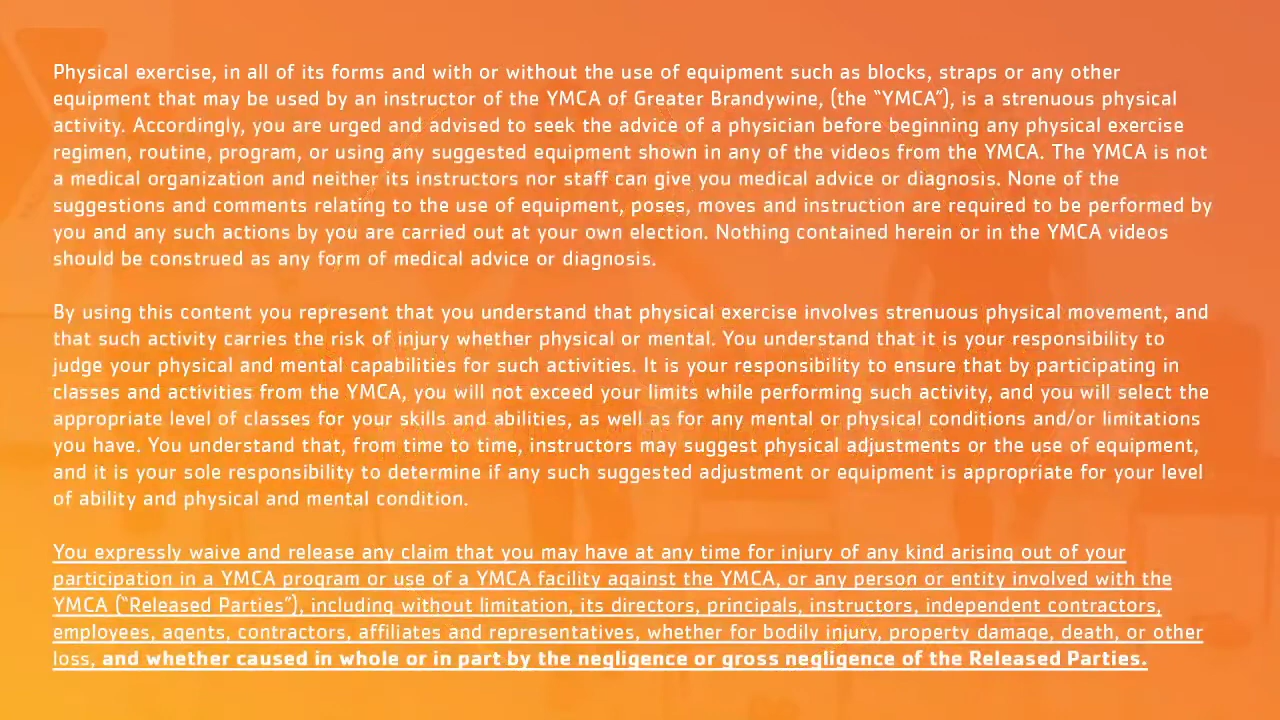 Physical exercise, in all of its forms and with or without the use of equipment such as blocks, straps or any other
equipment that may be used by an instructor of the YMCA of Greater Brandywine, (the “YMCA”), is a strenuous physical
activity. Accordingly, you are urged and advised to seek the advice of a physician before beginning any physical exercise
regimen, routine, program, or using any suggested equipment shown in any of the videos from the YMCA. The YMCA is not
a medical organization and neither its instructors nor staff can give you medical advice or diagnosis. None of the
suggestions and comments relating to the use of equipment, poses, moves and instruction are required to be performed by
you and any such actions by you are carried out at your own election. Nothing contained herein or in the YMCA videos
should be construed as any form of medical advice or diagnosis.
By using this content you represent that you understand that physical exercise involves strenuous physical movement, and
that such activity carries the risk of injury whether physical or mental. You understand that it is your responsibility to
judge your physical and mental capabilities for such activities. It is your responsibility to ensure that by participating in
classes and activities from the YMCA, you will not exceed your limits while performing such activity, and you will select the
appropriate level of classes for your skills and abilities, as well as for any mental or physical conditions and/or limitations
you have. You understand that, from time to time, instructors may suggest physical adjustments or the use of equipment,
and it is your sole responsibility to determine if any such suggested adjustment or equipment is appropriate for your level
of ability and physical and mental condition.
You expressly waive and release any claim that you may have at any time for injury of any kind arising out of your
participation in a YMCA program or use of a YMCA facility against the YMCA, or any person or entity involved with the
YMCA (“Released Parties”), including without limitation, its directors, principals, instructors, independent contractors,
employees, agents, contractors, affiliates and representatives, whether for bodily injury, property damage, death, or other
loss, and whether caused in whole or in part by the negligence or gross negligence of the Released Parties.